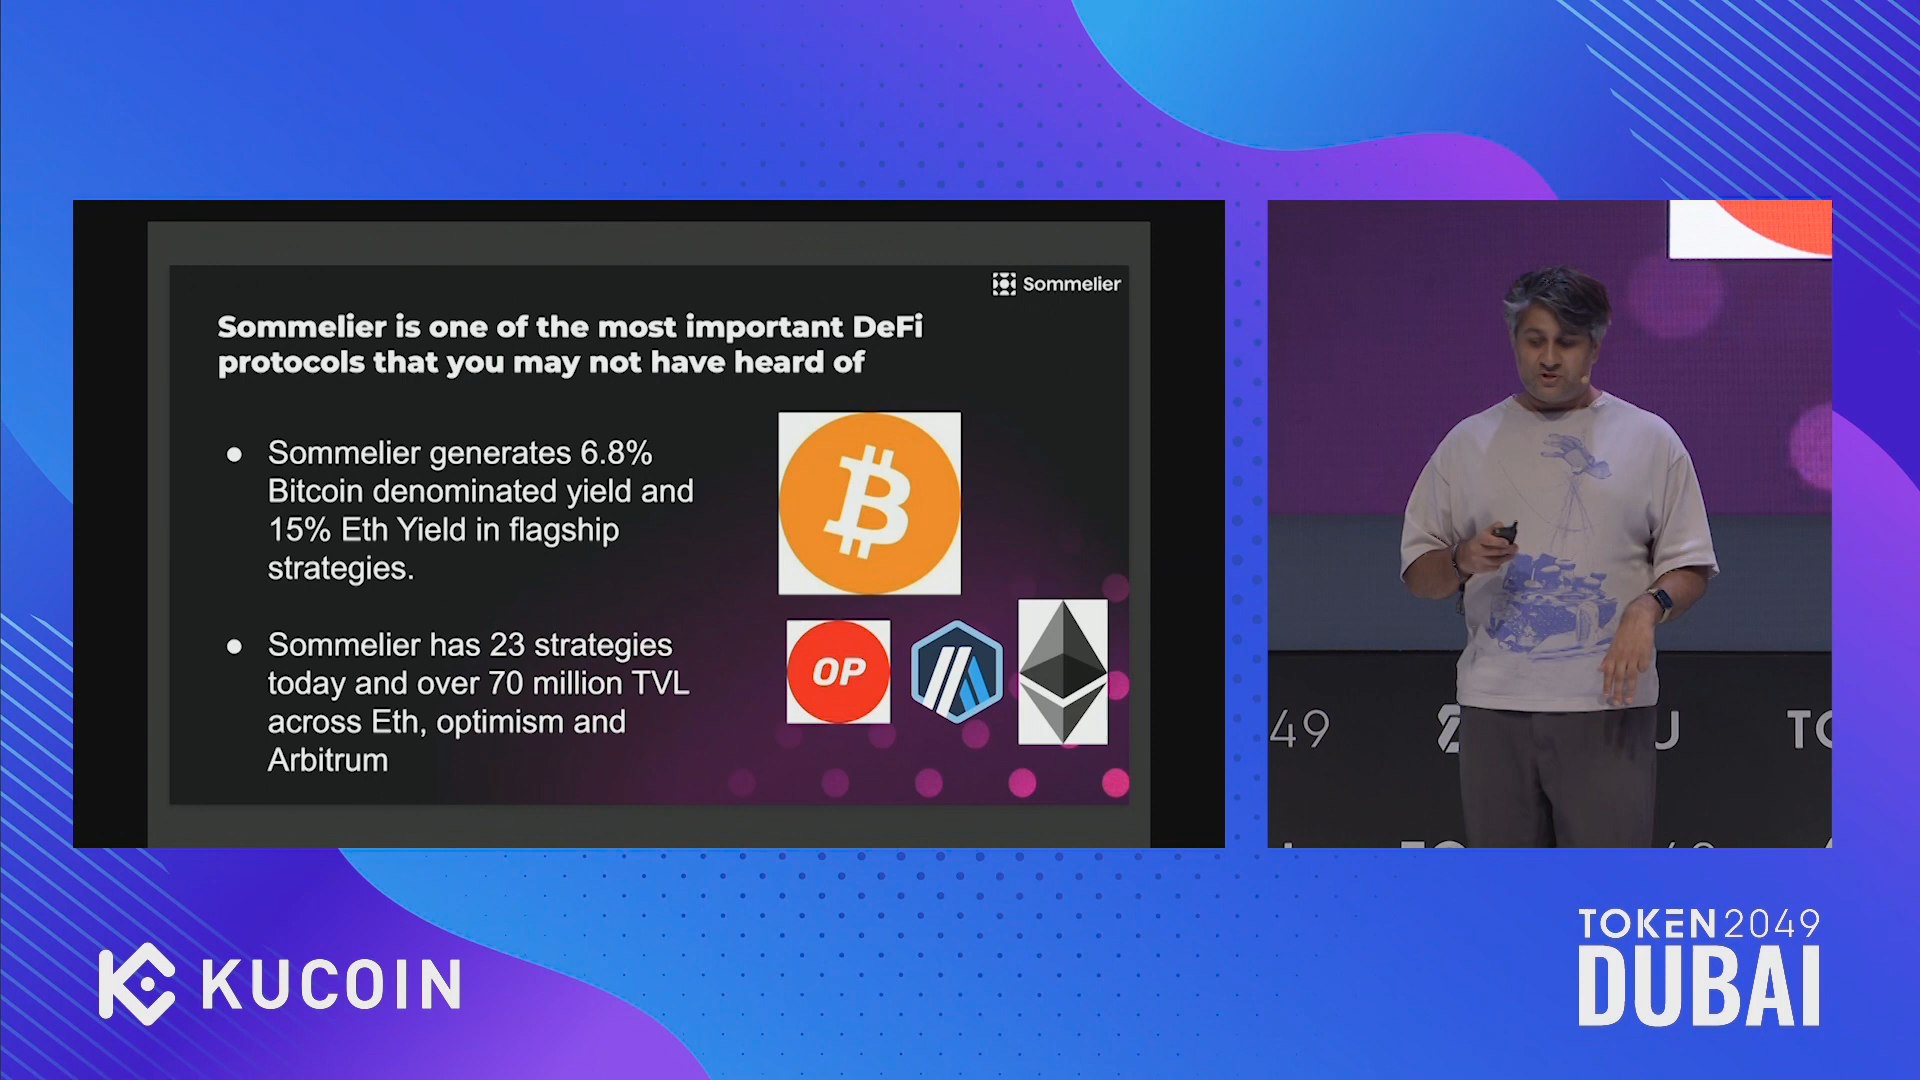 Sommelier
Sommelier is one of the most important DeFi
protocols that you may not have heard of
● Sommelier generates 6.8%
Bitcoin denominated yield and
15% Eth Yield in flagship
strategies.
● Sommelier has 23 strategies
today and over 70 million TVL
across Eth, optimism and
Arbitrum
OP
49
U
TO
KUCOIN
TOKEN2049
DUBAI